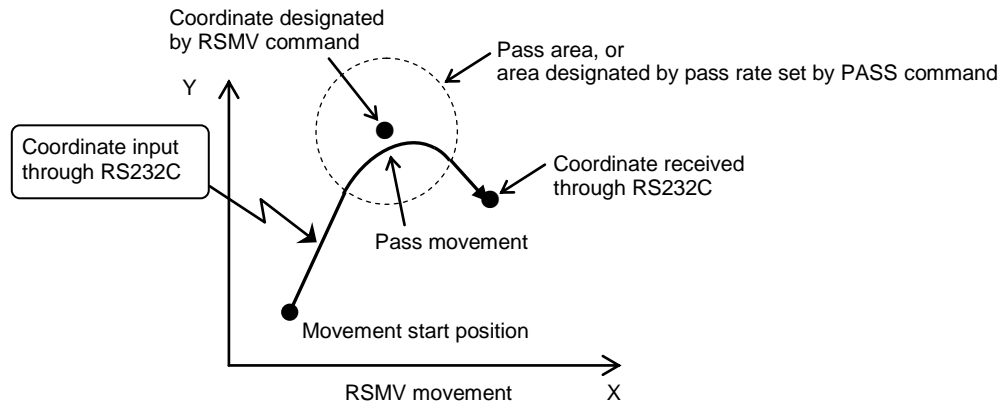 Coordinate designated
by RSMV command
Pass area, or
area designated by pass rate set by PASS command
Y
Coordinate input
through RS232C
Coordinate received
through RS232C
Pass movement
Movement start position
RSMV movement
X